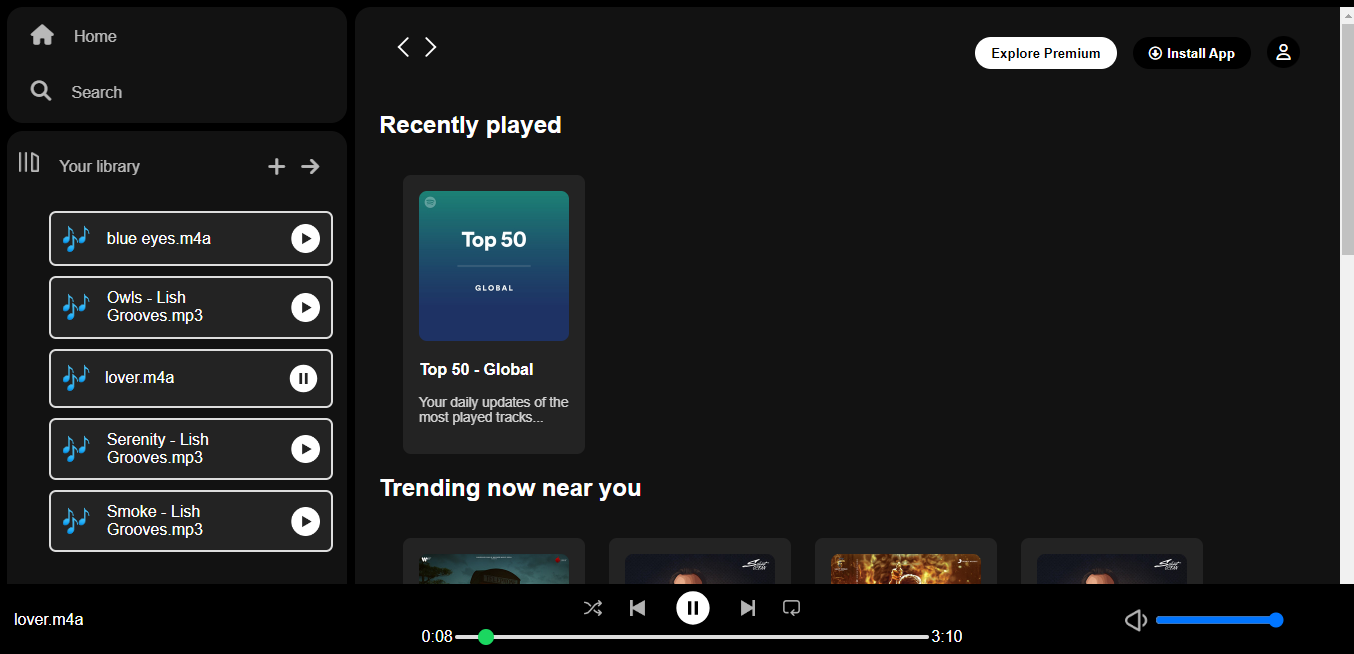 Home
Search
Your library
blue eyes.m4a
Owls - Lish
Grooves.mp3
lover.m4a
Serenity - Lish
Grooves.mp3
Smoke - Lish
Grooves.mp3
Explore Premium
Install App
Recently played
Top 50
GLOBAL
Top 50 - Global
Your daily updates of the
most played tracks...
Trending now near you
lover.m4a
0:08
3:10